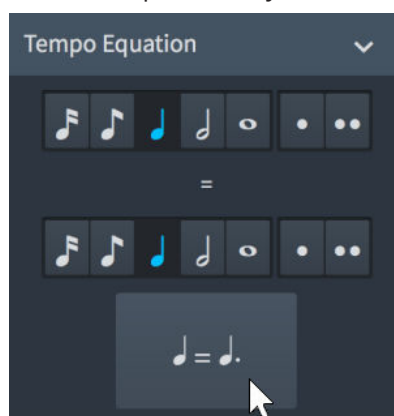 Tempo Equation
=
♩ = ♩.